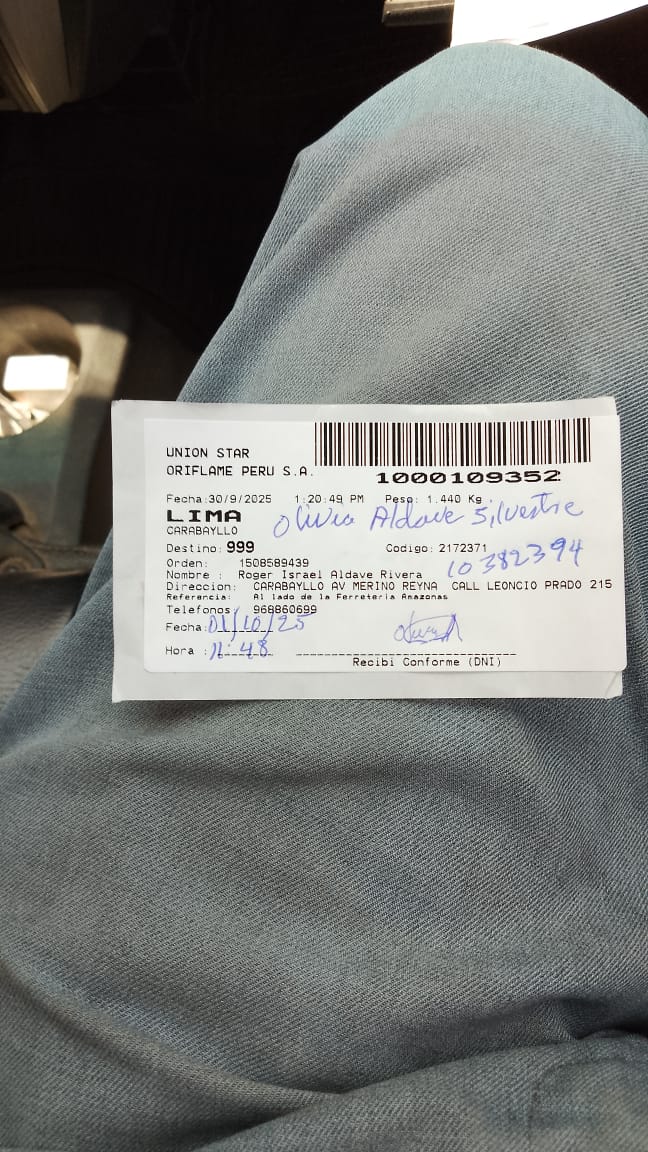 UNION STAR
ORIFLAME PERU S.A.
1000109352
Fecha:30/9/2025 1:20:49 PM Peso: 1.440 Kg
LIMA
Olivia Aldave Silvestre
CARABAYLLO
Destino: 999 Codigo: 2172371
10382394
Orden: 1508589439
Nombre : Roger Israel Aldave Rivera
Direccion: CARABAYLLO AV MERINO REYNA CALL LEONCIO PRADO 215
Referencia: Al lado de la Ferreteria Amazonas
Telefonos: 968860699
Fecha: 01/10/25
Hora : 11:48
Recibi Conforme (DNI)